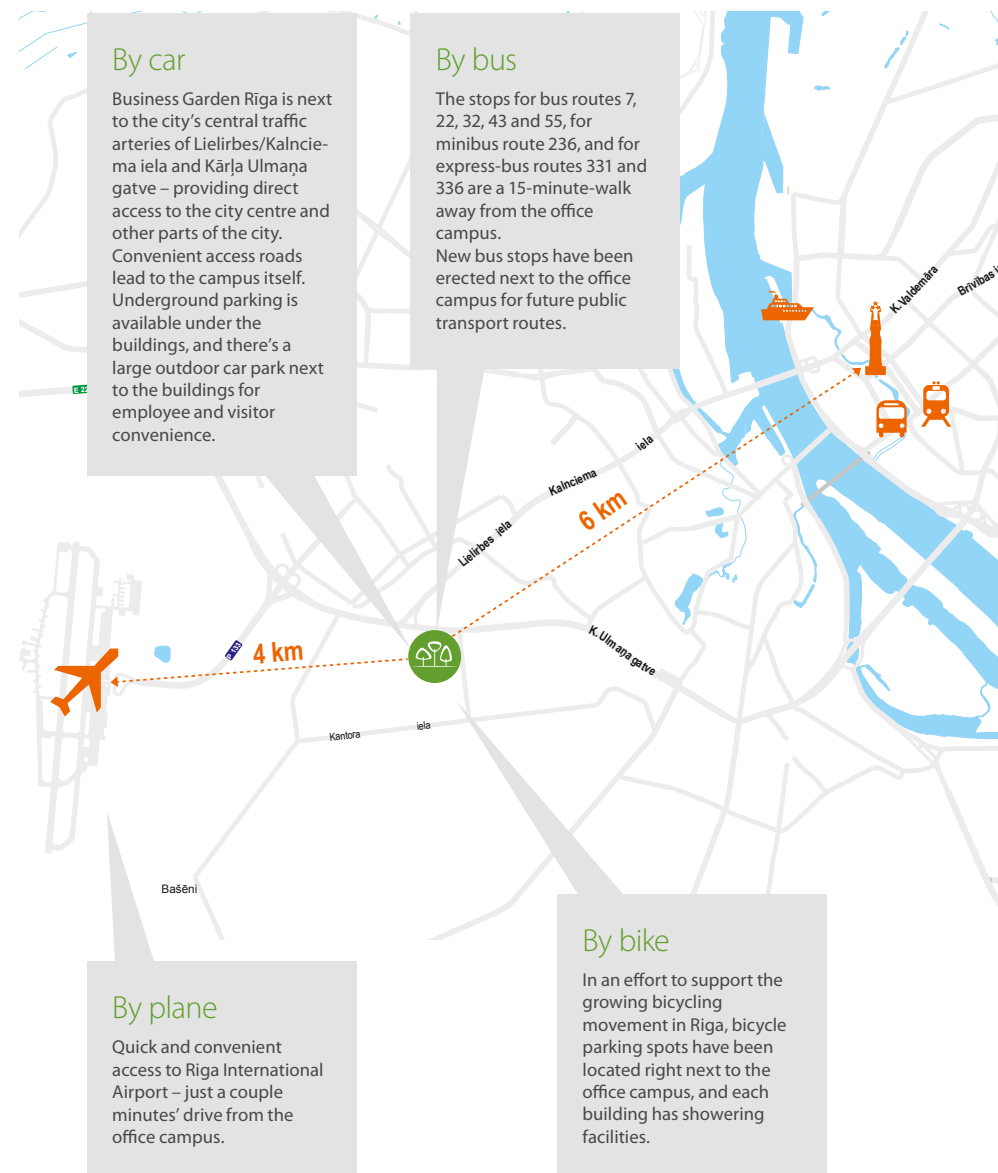 By car
Business Garden Rīga is next
to the city's central traffic
arteries of Lielirbes/Kalncie-
ma iela and Kārļa Ulmaņa
gatve – providing direct
access to the city centre and
other parts of the city.
Convenient access roads
lead to the campus itself.
Underground parking is
available under the
buildings, and there's a
large outdoor car park next
to the buildings for
employee and visitor
convenience.
By bus
The stops for bus routes 7,
22, 32, 43 and 55, for
minibus route 236, and for
express-bus routes 331 and
336 are a 15-minute-walk
away from the office
campus.
New bus stops have been
erected next to the office
campus for future public
transport routes.
K. Valdemāra
Brīvības
Kalnciema iela
Lielirbes iela
6 km
K. Ulmaņa gatve
P 133
4 km
Kantora iela
Bašēni
By plane
Quick and convenient
access to Riga International
Airport – just a couple
minutes' drive from the
office campus.
By bike
In an effort to support the
growing bicycling
movement in Riga, bicycle
parking spots have been
located right next to the
office campus, and each
building has showering
facilities.